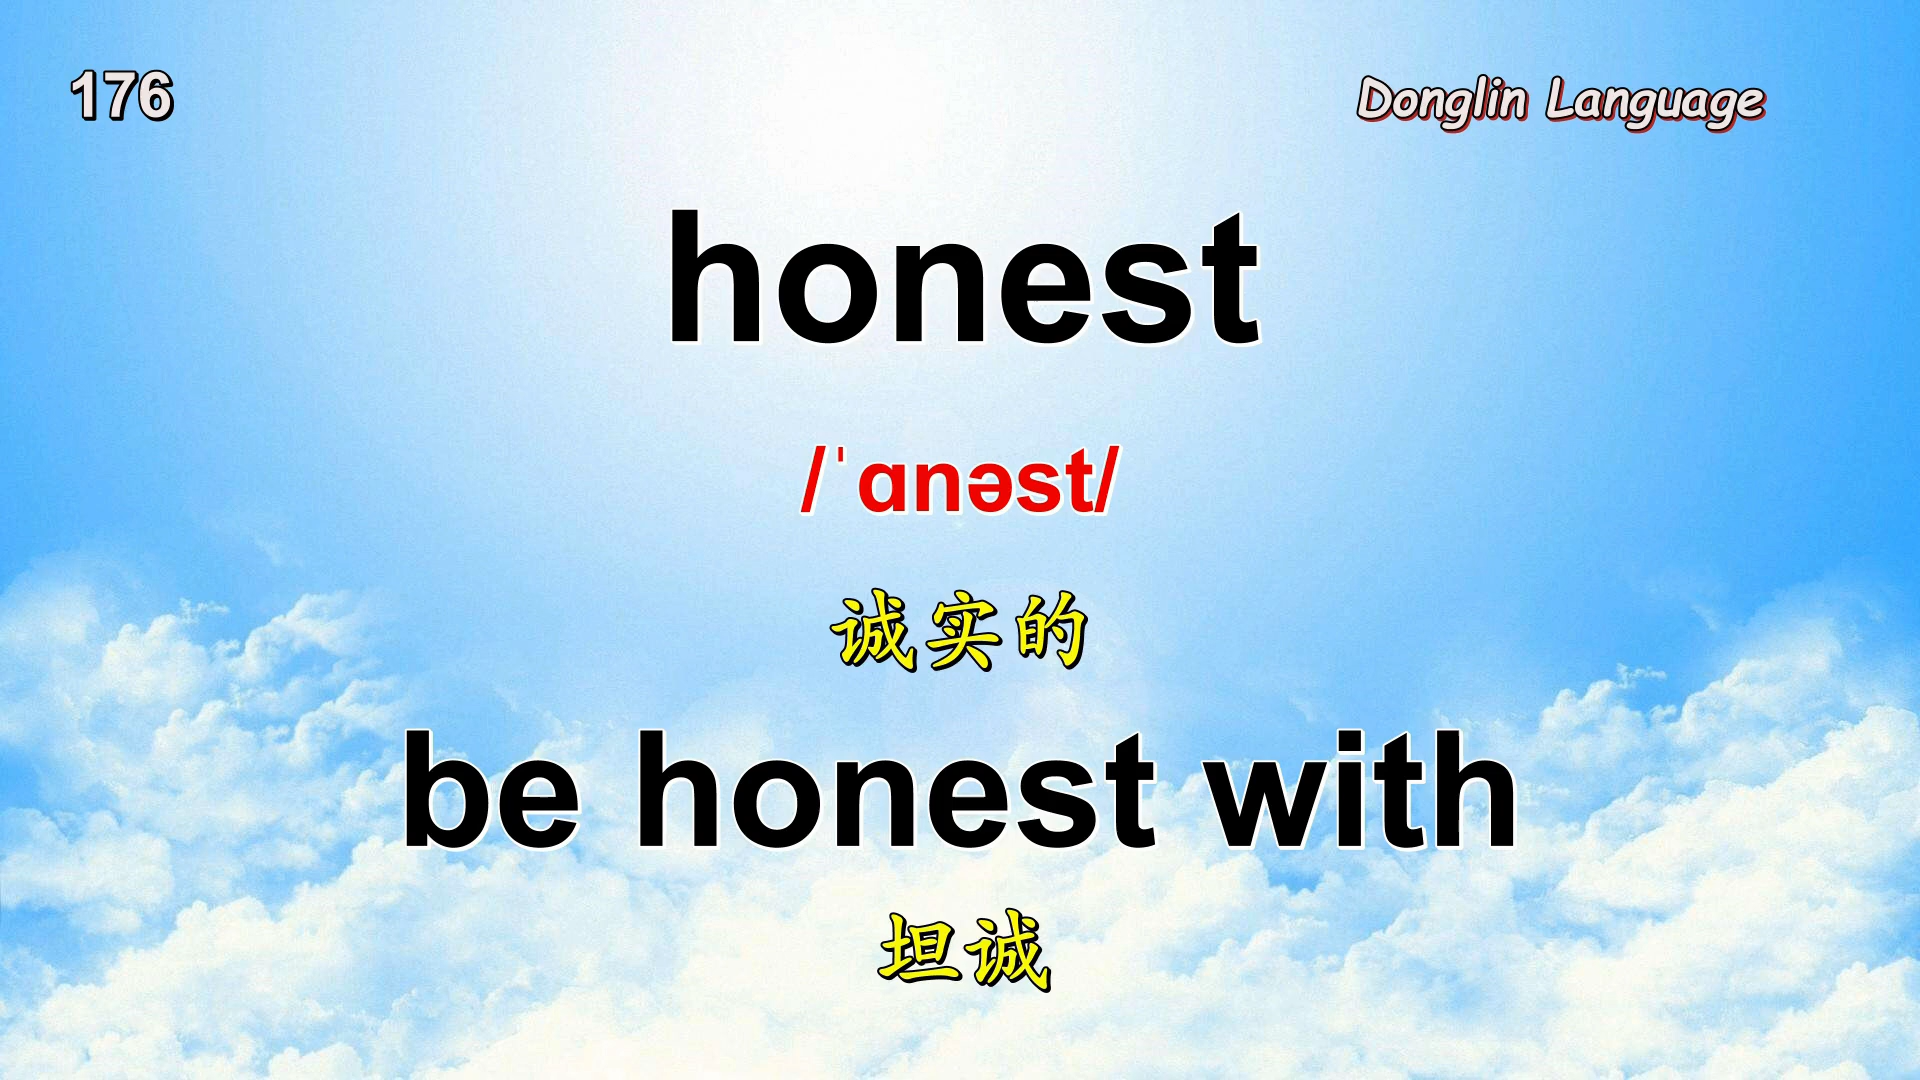 176
Donglin Language
honest
/ˈɑnəst/
诚实的
be honest with
坦诚